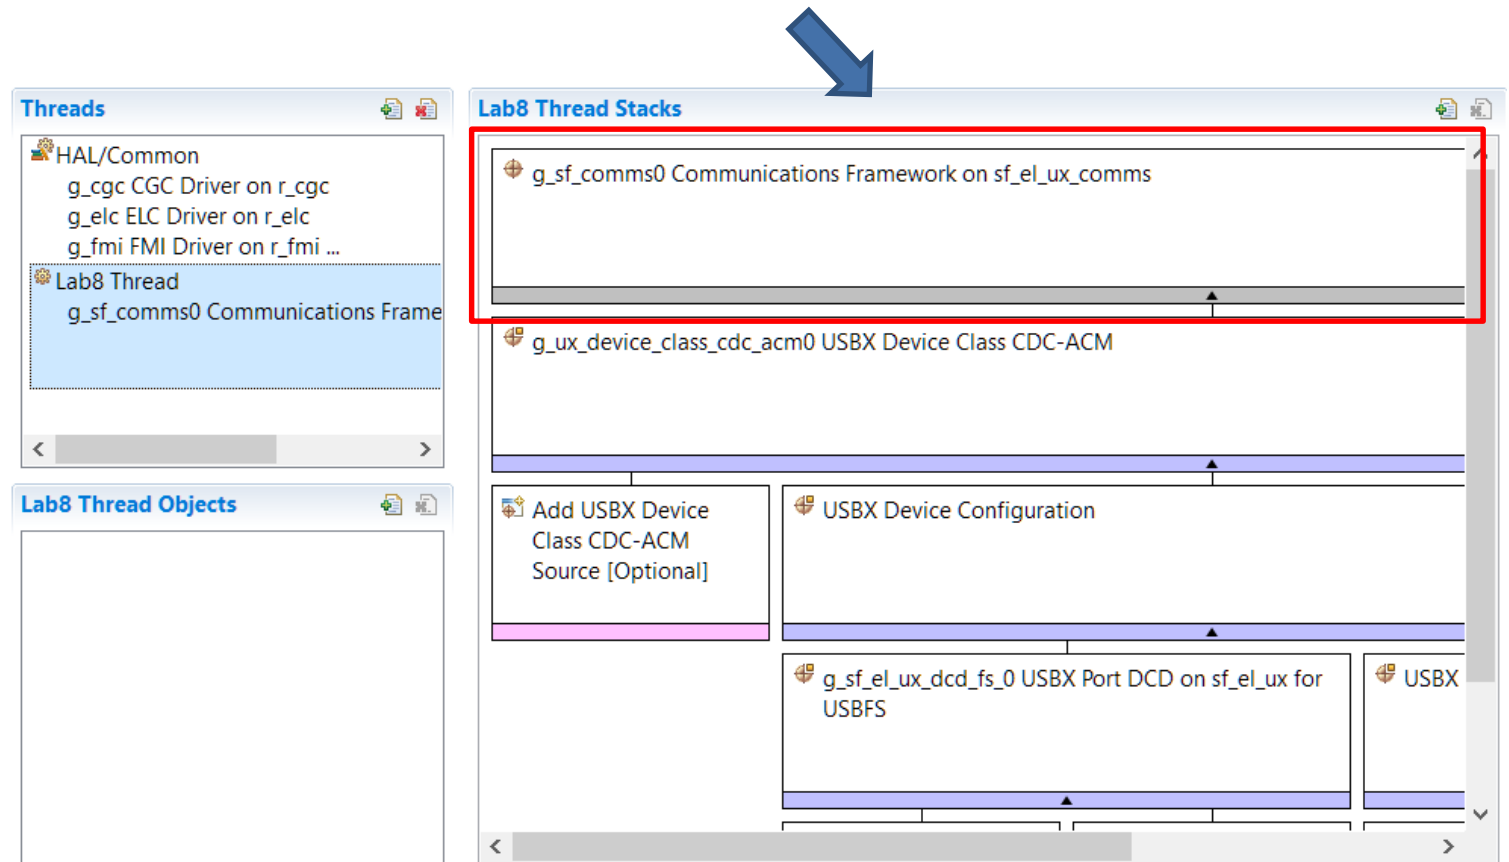 Threads
HAL/Common
g_cgc CGC Driver on r_cgc
g_elc ELC Driver on r_elc
g_fmi FMI Driver on r_fmi ...
Lab8 Thread
g_sf_comms0 Communications Frame
Lab8 Thread Objects
Lab8 Thread Stacks
g_sf_comms0 Communications Framework on sf_el_ux_comms
g_ux_device_class_cdc_acm0 USBX Device Class CDC-ACM
Add USBX Device
Class CDC-ACM
Source [Optional]
USBX Device Configuration
g_sf_el_ux_dcd_fs_0 USBX Port DCD on sf_el_ux for
USBFS
USBX